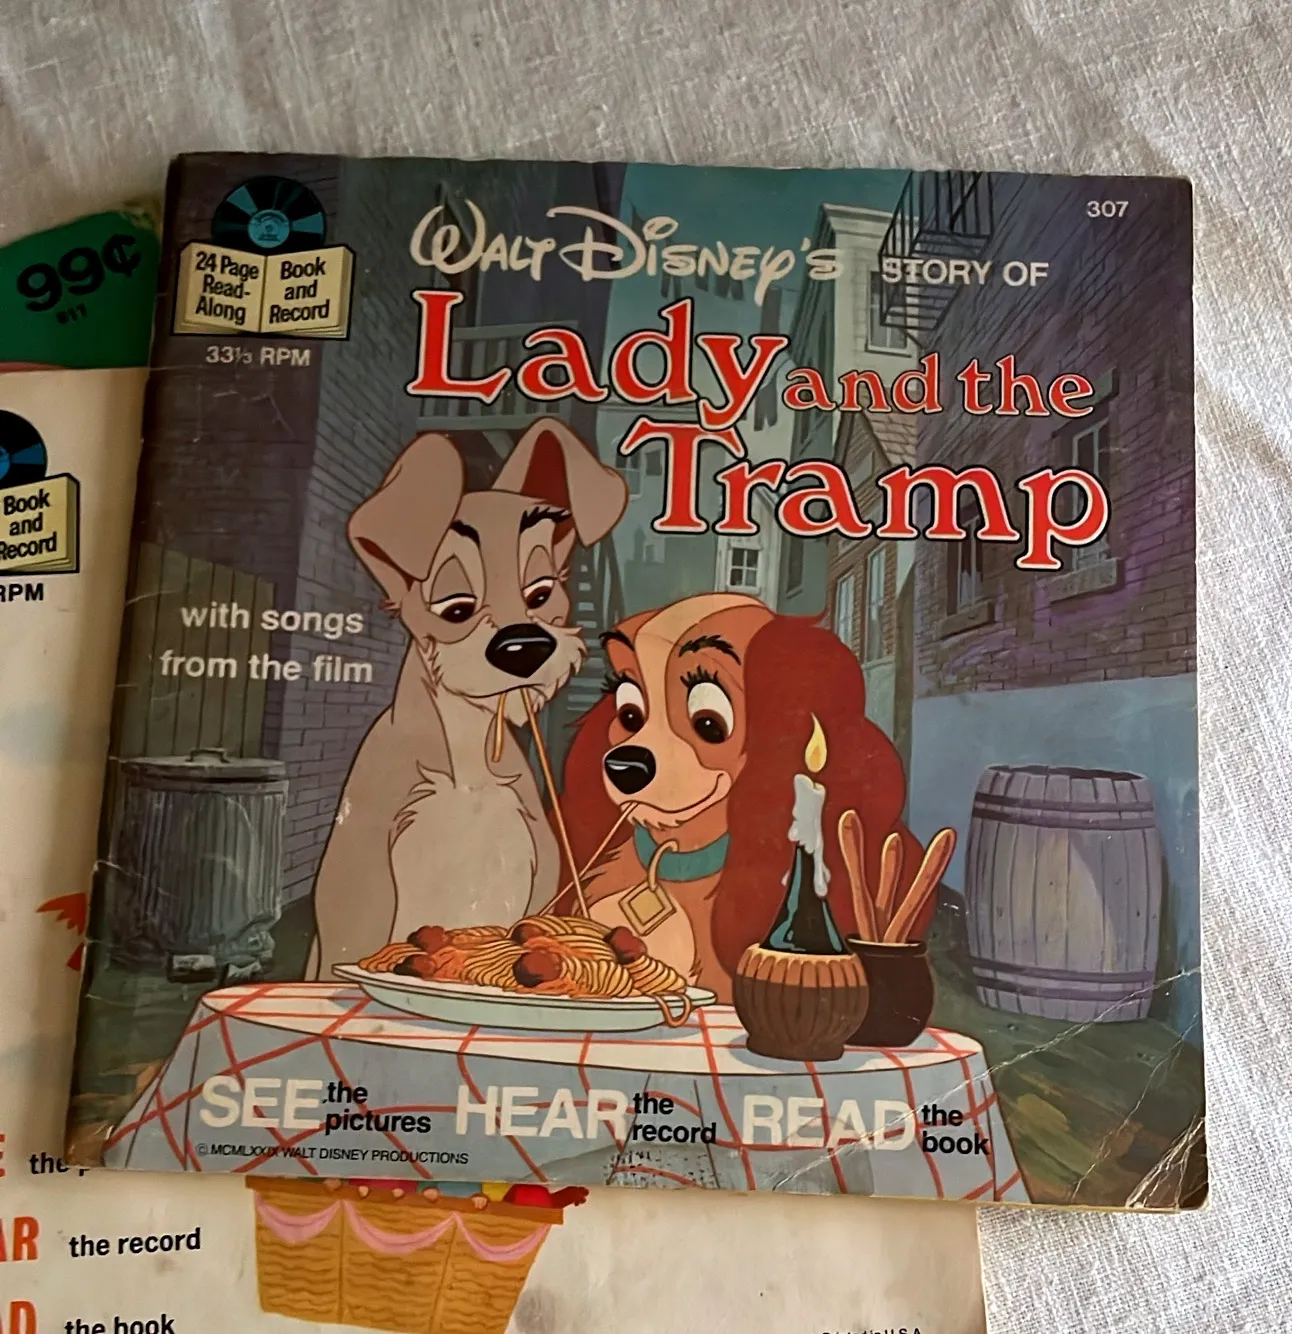 99¢
#11
24 Page
Read-
Along
Book
and
Record
33⅓ RPM
WALT DISNEY'S STORY OF
307
Lady and the
Tramp
with songs
from the film
SEE the pictures HEAR the record READ the book
© MCMLXXIX WALT DISNEY PRODUCTIONS
Book
and
Record
RPM
the
the record
the book
U.S.A.